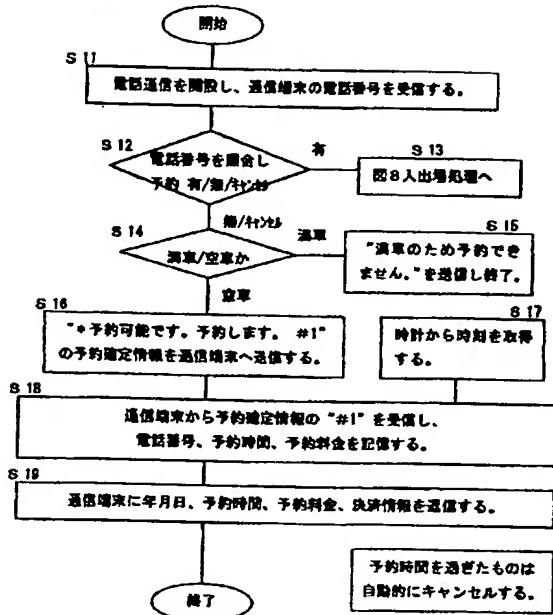 開始
S 11
電話通信を開設し、通信端末の電話番号を受信する。
S 12
電話番号を照合し
予約 有/無/キャンセル
有
S 13
図8入出場処理へ
無/キャンセル
S 14
満車/空車か
満車
S 15
"満車のため予約でき
ません。"を送信し終了。
空車
S 16
"*予約可能です。予約します。 #1"
の予約確定情報を通信端末へ送信する。
S 17
時計から時刻を取得
する。
S 18
通信端末から予約確定情報の "#1" を受信し、
電話番号、予約時間、予約料金を記憶する。
S 19
通信端末に年月日、予約時間、予約料金、決済情報を返信する。
予約時間を過ぎたものは
自動的にキャンセルする。
終了